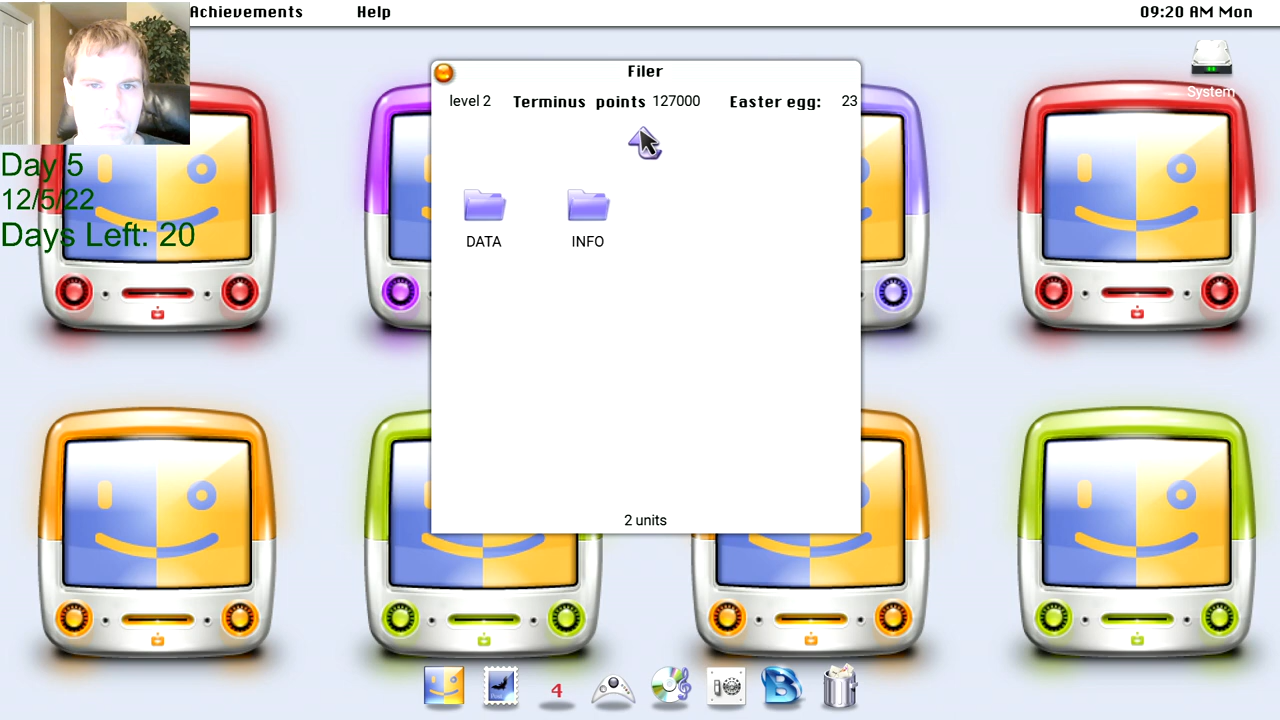 Achievements Help 09:20 AM Mon
Filer
level 2 Terminus points 127000 Easter egg: 23
System
Day 5
12/5/22
Days Left: 20
DATA INFO
2 units
4